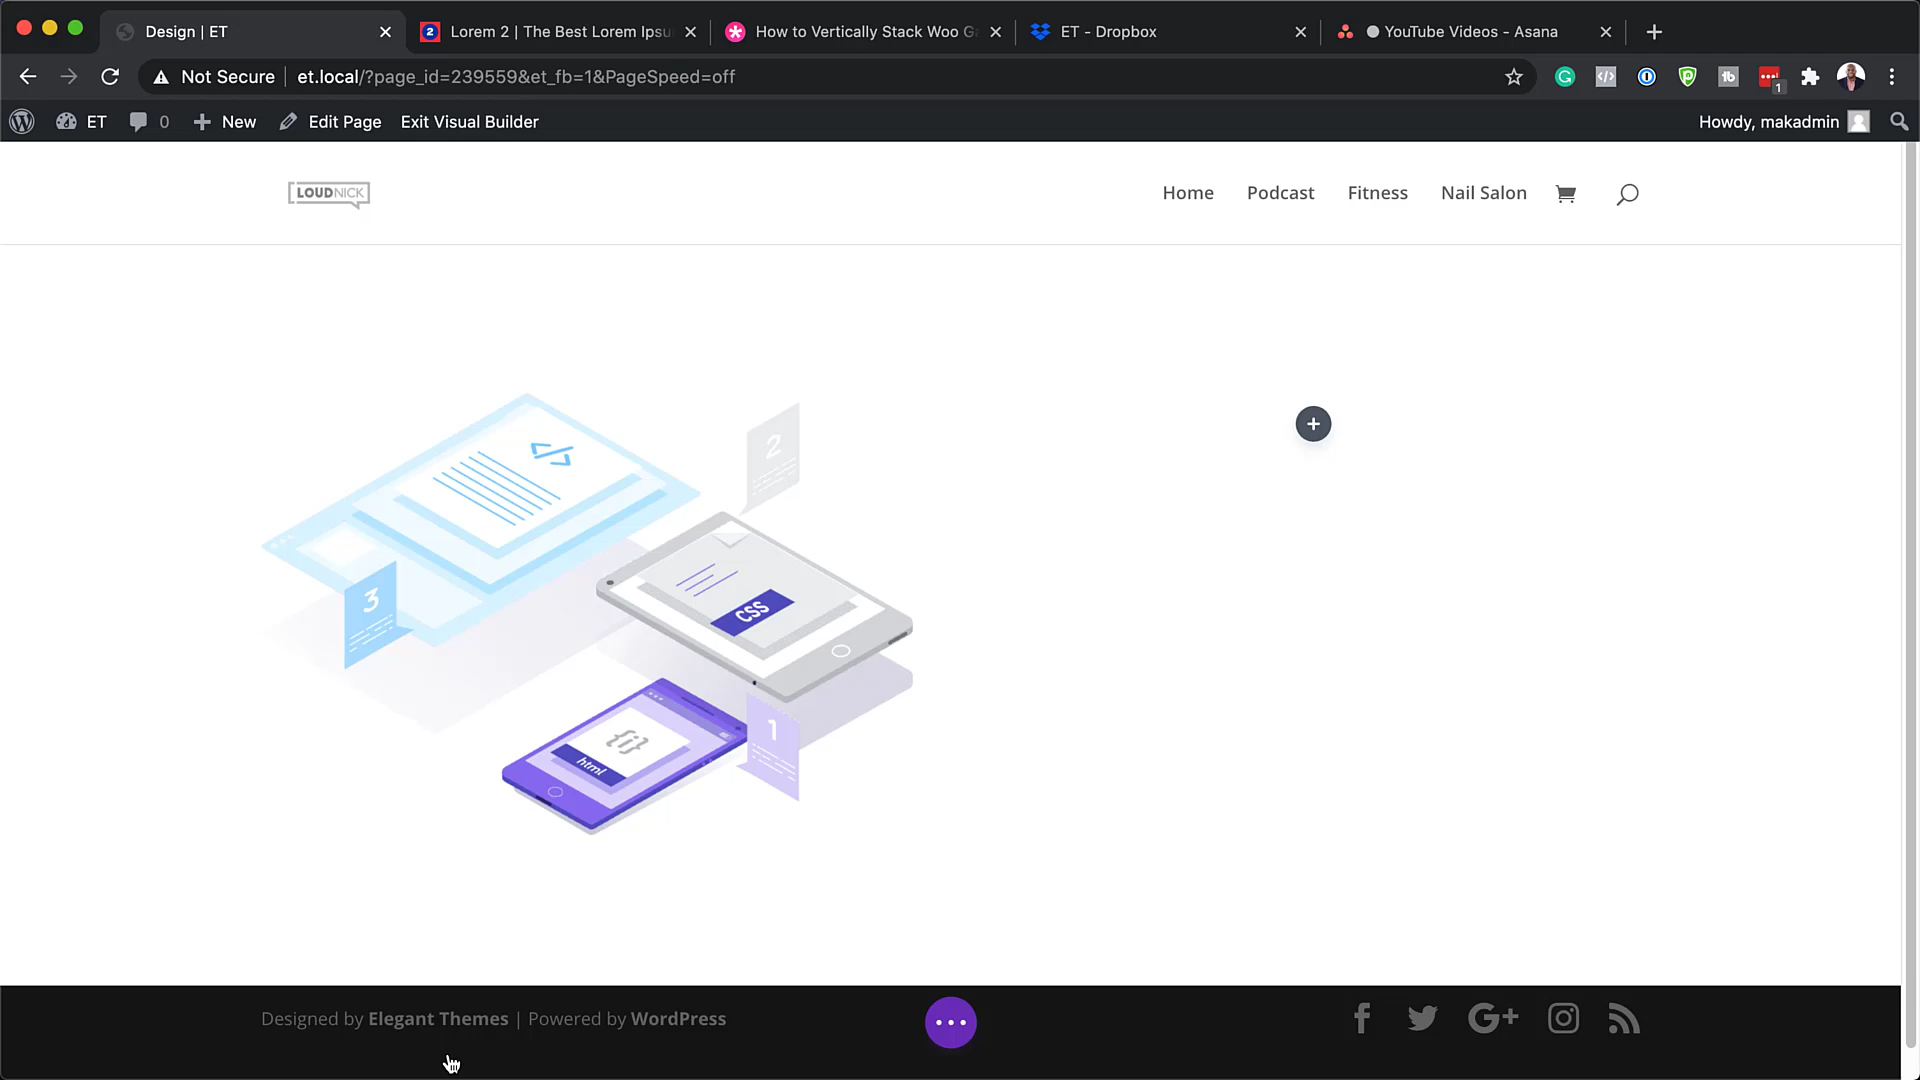 Design | ET
Lorem 2 | The Best Lorem Ipsu
How to Vertically Stack Woo G
ET - Dropbox
YouTube Videos - Asana
Not Secure
et.local/?page_id=239559&et_fb=1&PageSpeed=off
1
ET
0
New
Edit Page
Exit Visual Builder
Howdy, makadmin
LOUDNICK
Home
Podcast
Fitness
Nail Salon
2
3
CSS
1
{i}
html
Designed by Elegant Themes | Powered by WordPress